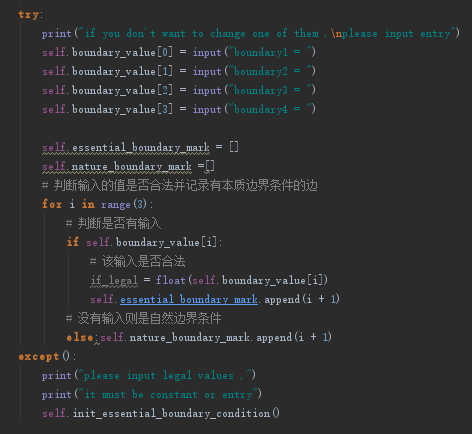 try:
print("if you don't want to change one of them ,\nplease input entry")
self.boundary_value[0] = input("boundary1 = ")
self.boundary_value[1] = input("boundary2 = ")
self.boundary_value[2] = input("boundary3 = ")
self.boundary_value[3] = input("boundary4 = ")
self.essential_boundary_mark = []
self.nature_boundary_mark =[]
# 判断输入的值是否合法并记录有本质边界条件的边
for i in range(3):
# 判断是否有输入
if self.boundary_value[i]:
# 该输入是否合法
if_legal = float(self.boundary_value[i])
self.essential_boundary_mark.append(i + 1)
# 没有输入则是自然边界条件
else:self.nature_boundary_mark.append(i + 1)
except():
print("please input legal values ,")
print("it must be constant or entry")
self.init_essential_boundary_condition()